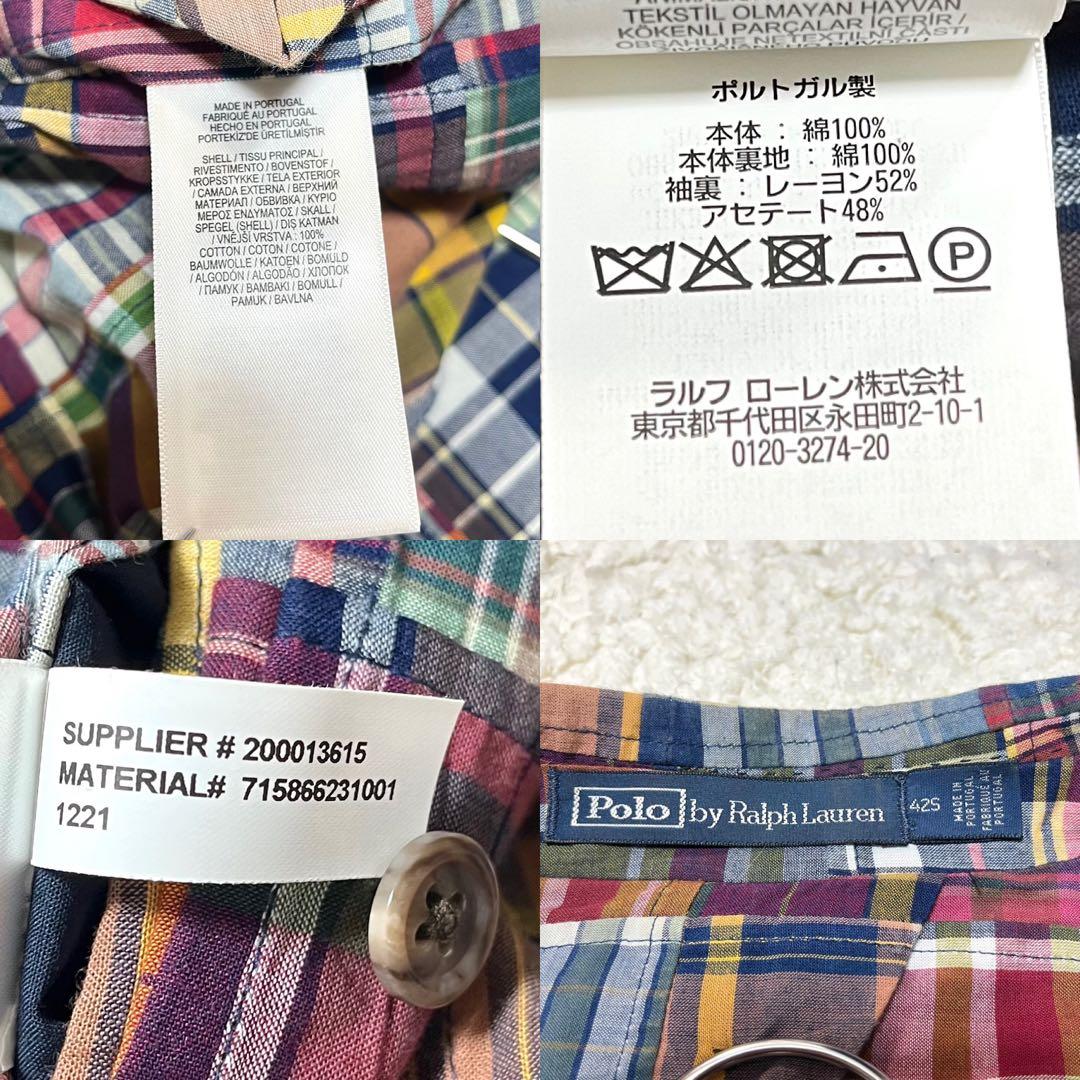 MADE IN PORTUGAL
FABRIQUÉ AU PORTUGAL
HECHO EN PORTUGAL
PORTEKİZ'DE ÜRETİLMİŞTİR
SHELL / TISSU PRINCIPAL /
RIVESTIMENTO / BOVENSTOF /
KROPSSTYKKE / TELA EXTERIOR
/ CAMADA EXTERNA / ВЕРХНИЙ
МАТЕРИАЛ / ОБВИВКА / ΚΥΡΙΟ
ΜΕΡΟΣ ΕΝΔΥΜΑΤΟΣ / SKALL /
SPEGEL (SHELL) / DIŞ KATMAN
/ VNĚJŠÍ VRSTVA : 100%
COTTON / COTON / COTONE /
BAUMWOLLE / KATOEN / BOMULD
/ ALGODÓN / ALGODÃO / ХЛОПОК
/ ПАМУК / ΒΑΜΒΑΚΙ / BOMULL /
PAMUK / BAVLNA
TEKSTİL OLMAYAN HAYVAN
KÖKENLİ PARÇALAR İÇERİR /
OBSAHUJE NETEXTILNÍ ČÁSTI
ポルトガル製
本体 : 綿100%
本体裏地 : 綿100%
袖裏 : レーヨン52%
アセテート48%
P
ラルフ ローレン株式会社
東京都千代田区永田町2-10-1
0120-3274-20
SUPPLIER # 200013615
MATERIAL# 715866231001
1221
Polo by Ralph Lauren
42S
MADE IN
PORTUGAL
FABRIQUÉ AU
PORTUGAL